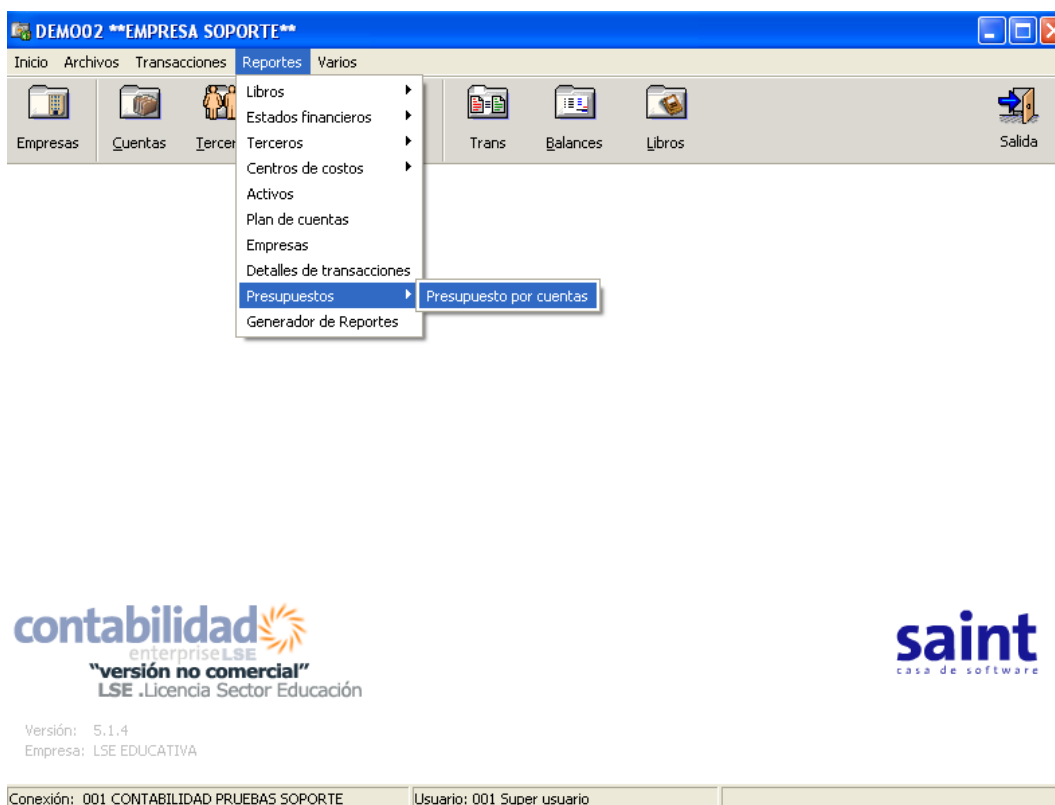 DEMO02 **EMPRESA SOPORTE**
Inicio Archivos Transacciones Reportes Varios
Empresas Cuentas Trans Balances Libros Salida
Libros
Estados financieros
Terceros
Centros de costos
Activos
Plan de cuentas
Empresas
Detalles de transacciones
Presupuestos Presupuesto por cuentas
Generador de Reportes
contabilidad
enterprise LSE
"versión no comercial"
LSE .Licencia Sector Educación
saint
casa de software
Versión: 5.1.4
Empresa: LSE EDUCATIVA
Conexión: 001 CONTABILIDAD PRUEBAS SOPORTE Usuario: 001 Super usuario